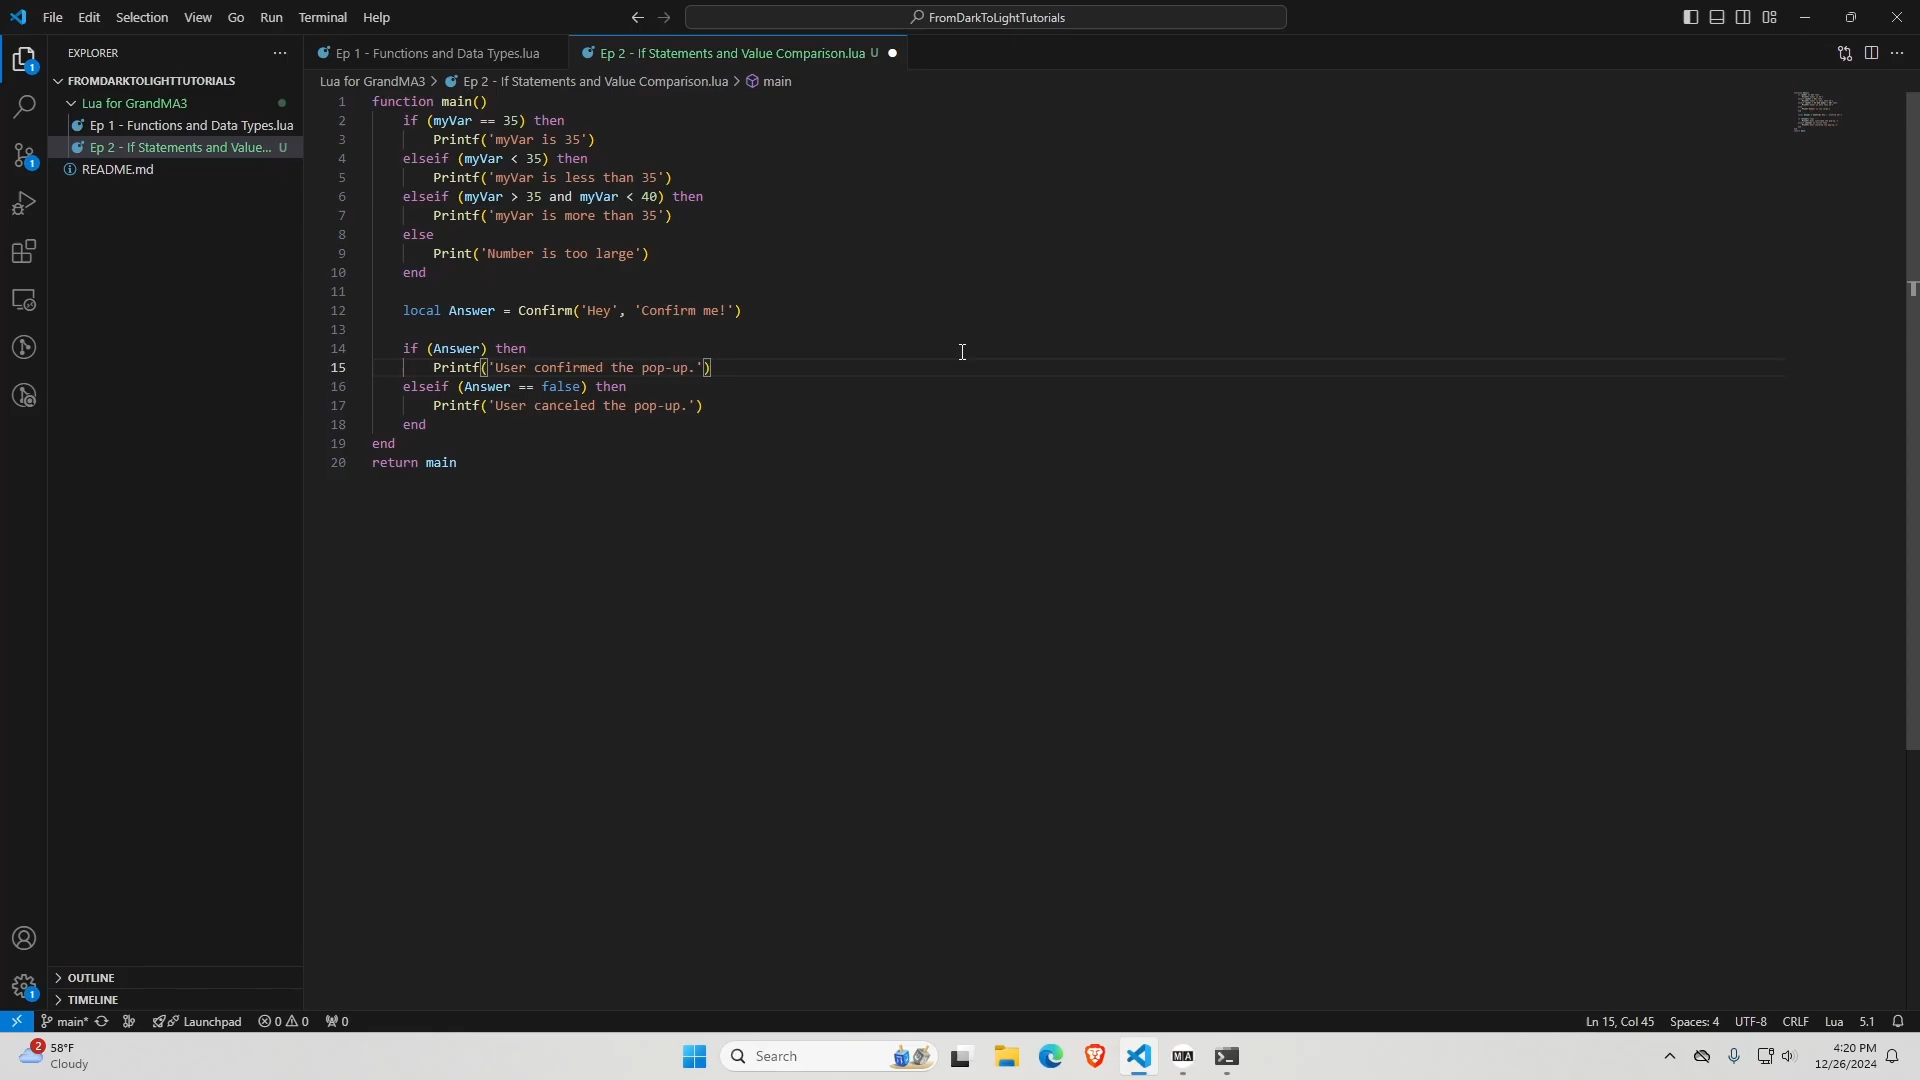 File Edit Selection View Go Run Terminal Help
FromDarkToLightTutorials
EXPLORER
FROMDARKTOLIGHTTUTORIALS
Lua for GrandMA3
Ep 1 - Functions and Data Types.lua
Ep 2 - If Statements and Value... U
README.md
OUTLINE
TIMELINE
Ep 1 - Functions and Data Types.lua
Ep 2 - If Statements and Value Comparison.lua U
Lua for GrandMA3 > Ep 2 - If Statements and Value Comparison.lua > main
1 function main()
2 if (myVar == 35) then
3 Printf('myVar is 35')
4 elseif (myVar < 35) then
5 Printf('myVar is less than 35')
6 elseif (myVar > 35 and myVar < 40) then
7 Printf('myVar is more than 35')
8 else
9 Print('Number is too large')
10 end
11
12 local Answer = Confirm('Hey', 'Confirm me!')
13
14 if (Answer) then
15 Printf('User confirmed the pop-up.')
16 elseif (Answer == false) then
17 Printf('User canceled the pop-up.')
18 end
19 end
20 return main
1
1
1
main* Launchpad 0 0 0
Ln 15, Col 45 Spaces: 4 UTF-8 CRLF Lua 5.1
2
58°F
Cloudy
Search
MA
4:20 PM
12/26/2024